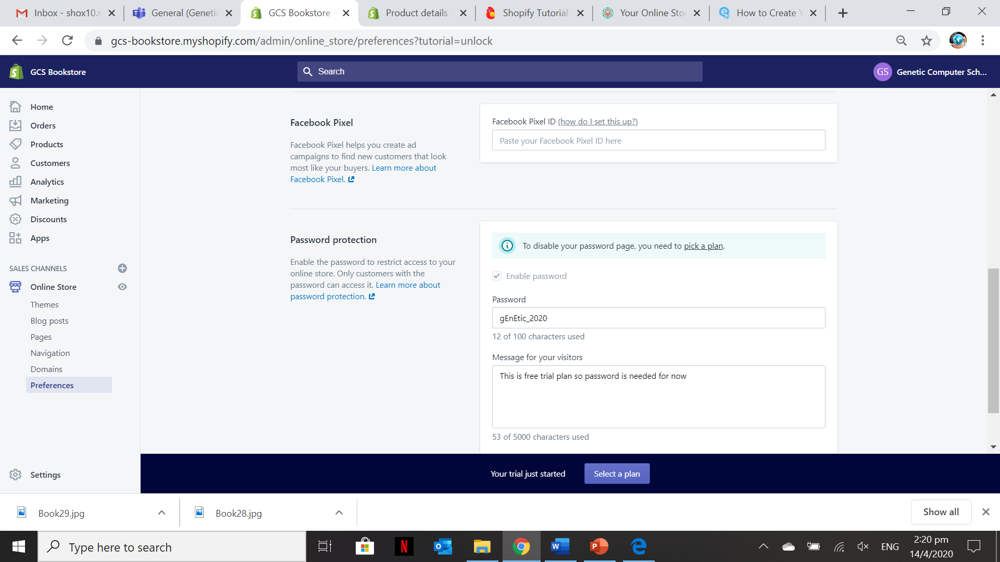 Inbox - shox10.n
General (Genetic
GCS Bookstore
Product details
Shopify Tutorial:
Your Online Sto
How to Create Y
gcs-bookstore.myshopify.com/admin/online_store/preferences?tutorial=unlock
GCS Bookstore
Search
GS
Genetic Computer Sch...
Home
Orders
Products
Customers
Analytics
Marketing
Discounts
Apps
SALES CHANNELS
Online Store
Themes
Blog posts
Pages
Navigation
Domains
Preferences
Settings
Facebook Pixel
Facebook Pixel helps you create ad
campaigns to find new customers that look
most like your buyers. Learn more about
Facebook Pixel.
Facebook Pixel ID (how do I set this up?)
Paste your Facebook Pixel ID here
Password protection
Enable the password to restrict access to your
online store. Only customers with the
password can access it. Learn more about
password protection.
To disable your password page, you need to pick a plan.
Enable password
Password
gEnEtic_2020
12 of 100 characters used
Message for your visitors
This is free trial plan so password is needed for now
53 of 5000 characters used
Your trial just started
Select a plan
Book29.jpg
Book28.jpg
Show all
Type here to search
ENG
2:20 pm
14/4/2020